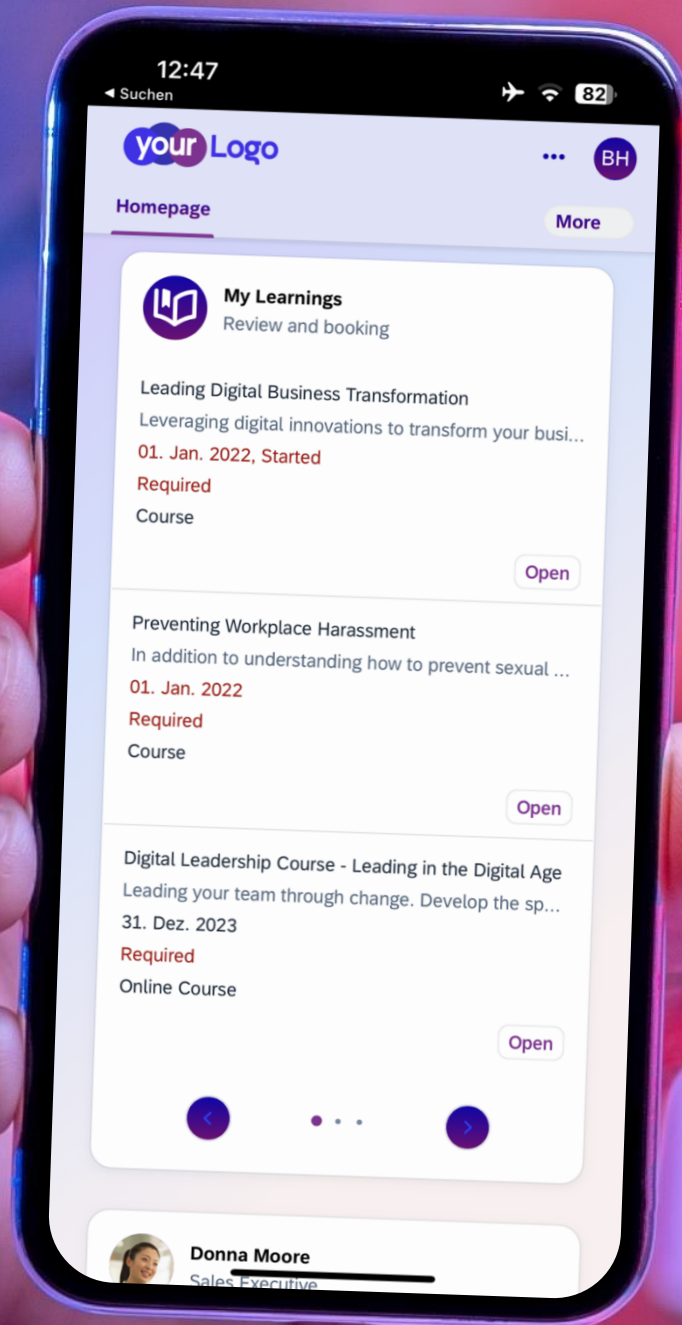 12:47
◀ Suchen
82
your Logo
BH
Homepage
More
My Learnings
Review and booking
Leading Digital Business Transformation
Leveraging digital innovations to transform your busi...
01. Jan. 2022, Started
Required
Course
Open
Preventing Workplace Harassment
In addition to understanding how to prevent sexual ...
01. Jan. 2022
Required
Course
Open
Digital Leadership Course - Leading in the Digital Age
Leading your team through change. Develop the sp...
31. Dez. 2023
Required
Online Course
Open
Donna Moore
Sales Executive